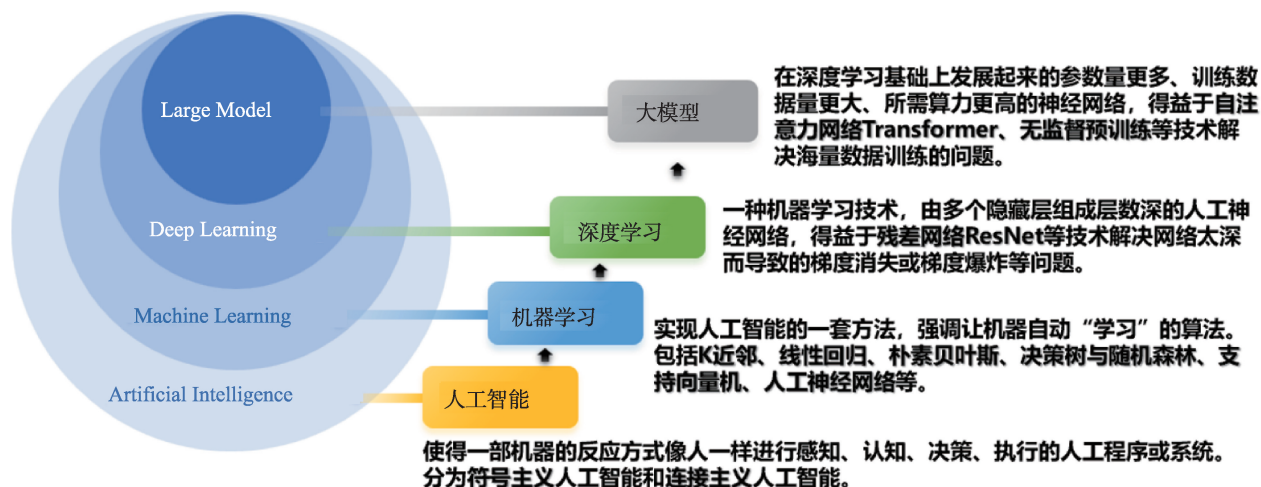 Large Model
大模型
在深度学习基础上发展起来的参数量更多、训练数
据量更大、所需算力更高的神经网络，得益于自注
意力网络Transformer、无监督预训练等技术解
决海量数据训练的问题。
Deep Learning
深度学习
一种机器学习技术，由多个隐藏层组成层数深的人工神
经网络，得益于残差网络ResNet等技术解决网络太深
而导致的梯度消失或梯度爆炸等问题。
Machine Learning
机器学习
实现人工智能的一套方法，强调让机器自动“学习”的算法。
包括K近邻、线性回归、朴素贝叶斯、决策树与随机森林、支
持向量机、人工神经网络等。
Artificial Intelligence
人工智能
使得一部机器的反应方式像人一样进行感知、认知、决策、执行的人工程序或系统。
分为符号主义人工智能和连接主义人工智能。